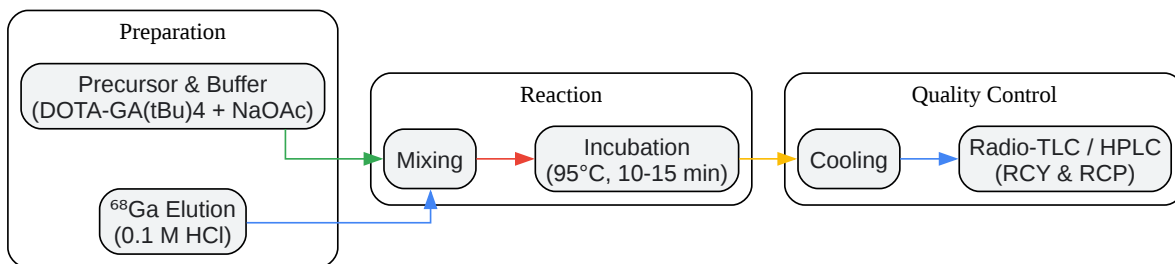 Preparation
Precursor & Buffer
(DOTA-GA(tBu)4 + NaOAc)
⁶⁸Ga Elution
(0.1 M HCl)
Reaction
Mixing
Incubation
(95°C, 10-15 min)
Quality Control
Cooling
Radio-TLC / HPLC
(RCY & RCP)